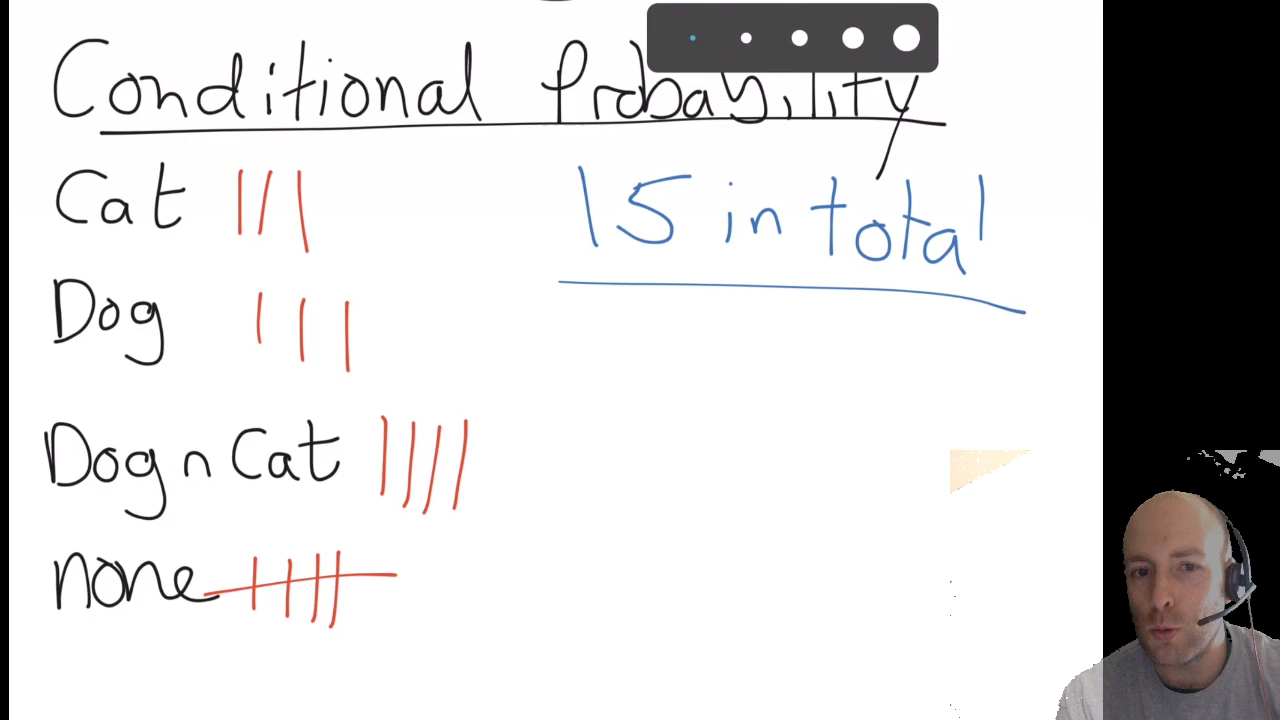 Conditional Probability
Cat
15 in total
Dog
Dog n Cat
none